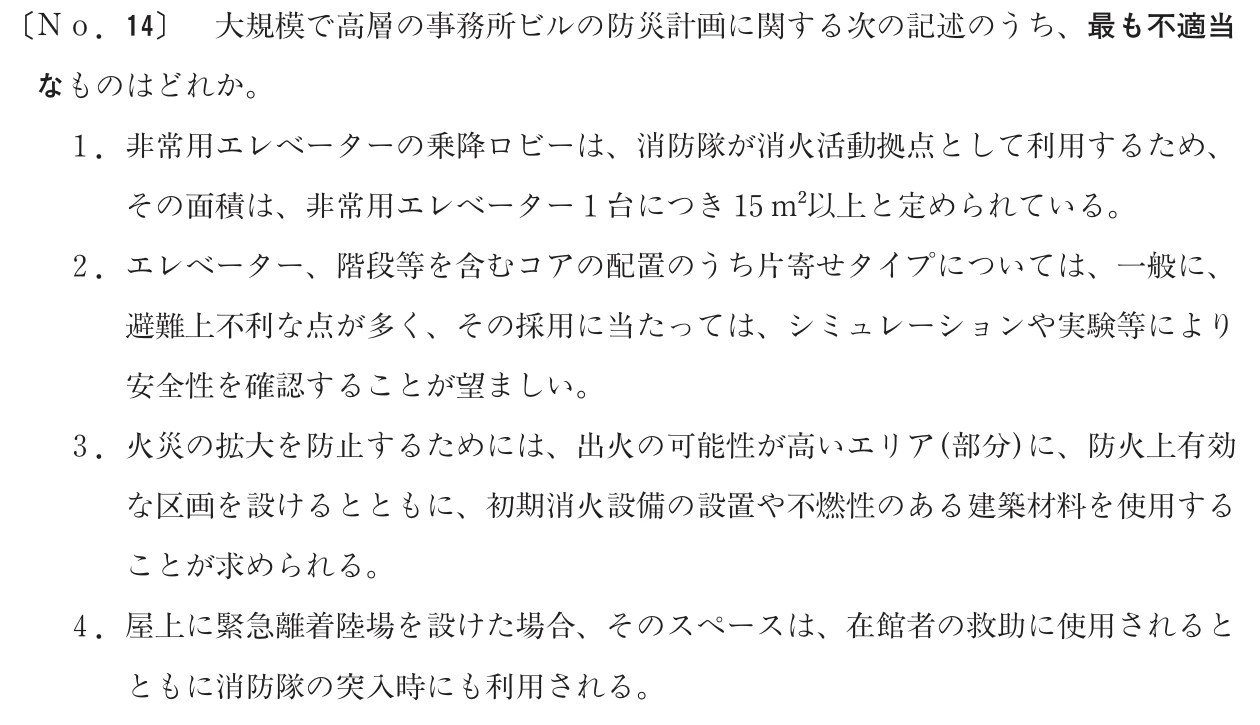 〔Ｎｏ．14〕　大規模で高層の事務所ビルの防災計画に関する次の記述のうち、最も不適当
なものはどれか。
１．非常用エレベーターの乗降ロビーは、消防隊が消火活動拠点として利用するため、
その面積は、非常用エレベーター１台につき 15 m²以上と定められている。
２．エレベーター、階段等を含むコアの配置のうち片寄せタイプについては、一般に、
避難上不利な点が多く、その採用に当たっては、シミュレーションや実験等により
安全性を確認することが望ましい。
３．火災の拡大を防止するためには、出火の可能性が高いエリア(部分)に、防火上有効
な区画を設けるとともに、初期消火設備の設置や不燃性のある建築材料を使用する
ことが求められる。
４．屋上に緊急離着陸場を設けた場合、そのスペースは、在館者の救助に使用されると
ともに消防隊の突入時にも利用される。